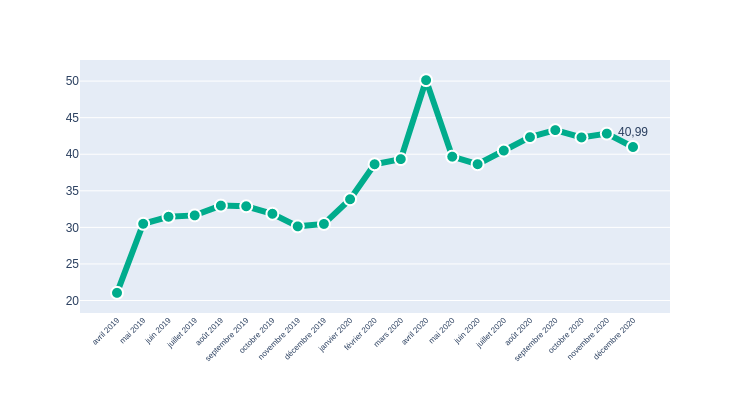 50
45
40,99
40
35
30
25
20
avril 2019
mai 2019
juin 2019
juillet 2019
août 2019
septembre 2019
octobre 2019
novembre 2019
décembre 2019
janvier 2020
février 2020
mars 2020
avril 2020
mai 2020
juin 2020
juillet 2020
août 2020
septembre 2020
octobre 2020
novembre 2020
décembre 2020